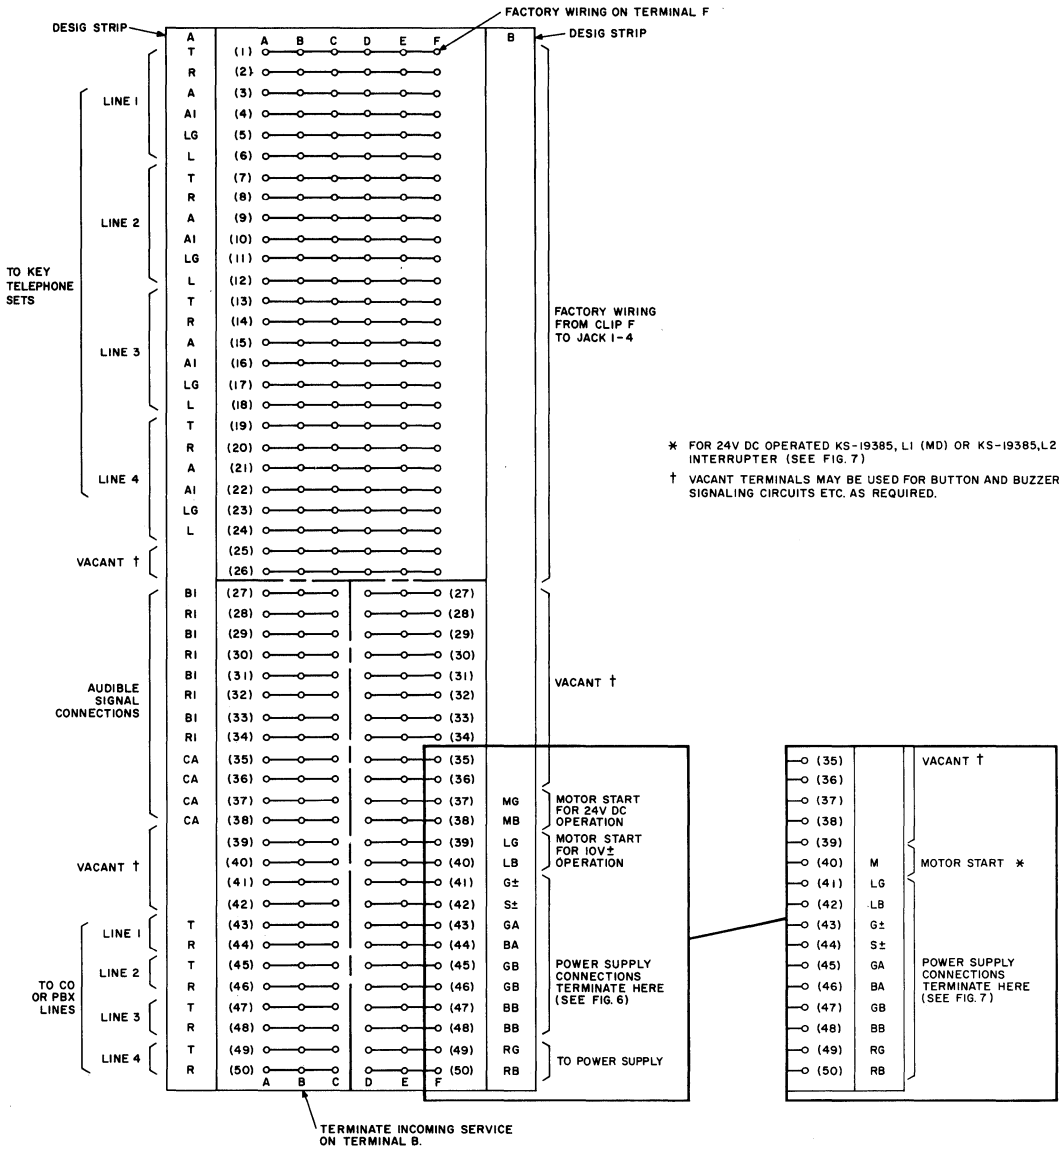 FACTORY WIRING ON TERMINAL F
DESIG STRIP
DESIG STRIP
A A B C D E F B
T (1)
R (2)
A (3)
LINE 1
A1 (4)
LG (5)
L (6)
T (7)
R (8)
A (9)
LINE 2
A1 (10)
LG (11)
L (12)
TO KEY
TELEPHONE
SETS
T (13)
R (14)
A (15)
LINE 3
A1 (16)
LG (17)
L (18)
FACTORY WIRING
FROM CLIP F
TO JACK 1-4
T (19)
R (20)
A (21)
LINE 4
A1 (22)
LG (23)
L (24)
* FOR 24V DC OPERATED KS-19385, L1 (MD) OR KS-19385,L2
INTERRUPTER (SEE FIG. 7)
† VACANT TERMINALS MAY BE USED FOR BUTTON AND BUZZER
SIGNALING CIRCUITS ETC. AS REQUIRED.
(25)
VACANT †
(26)
B1 (27) (27)
R1 (28) (28)
B1 (29) (29)
R1 (30) (30)
B1 (31) (31)
R1 (32) (32)
B1 (33) (33)
R1 (34) (34)
AUDIBLE
SIGNAL
CONNECTIONS
VACANT †
CA (35) (35)
CA (36) (36)
CA (37) (37) MG
CA (38) (38) MB
MOTOR START
FOR 24V DC
OPERATION
(39) (39) LG
(40) (40) LB
MOTOR START
FOR 10V±
OPERATION
VACANT †
(41) (41) G±
(42) (42) S±
T (43) (43) GA
LINE 1
R (44) (44) BA
T (45) (45) GB
LINE 2
R (46) (46) GB
T (47) (47) BB
LINE 3
R (48) (48) BB
T (49) (49) RG
LINE 4
R (50) (50) RB
TO CO
OR PBX
LINES
POWER SUPPLY
CONNECTIONS
TERMINATE HERE
(SEE FIG. 6)
TO POWER SUPPLY
A B C D E F
TERMINATE INCOMING SERVICE
ON TERMINAL B.
(35) VACANT †
(36)
(37)
(38)
(39)
(40) M MOTOR START *
(41) LG
(42) LB
(43) G±
(44) S±
(45) GA
(46) BA
(47) GB
(48) BB
(49) RG
(50) RB
POWER SUPPLY
CONNECTIONS
TERMINATE HERE
(SEE FIG. 7)